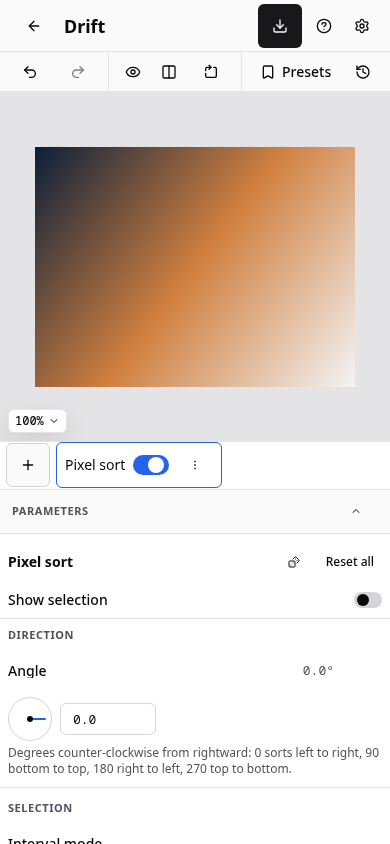 Drift
Presets
100%
Pixel sort
PARAMETERS
Pixel sort
Reset all
Show selection
DIRECTION
Angle
0.0°
0.0
Degrees counter-clockwise from rightward: 0 sorts left to right, 90
bottom to top, 180 right to left, 270 top to bottom.
SELECTION
Interval mode